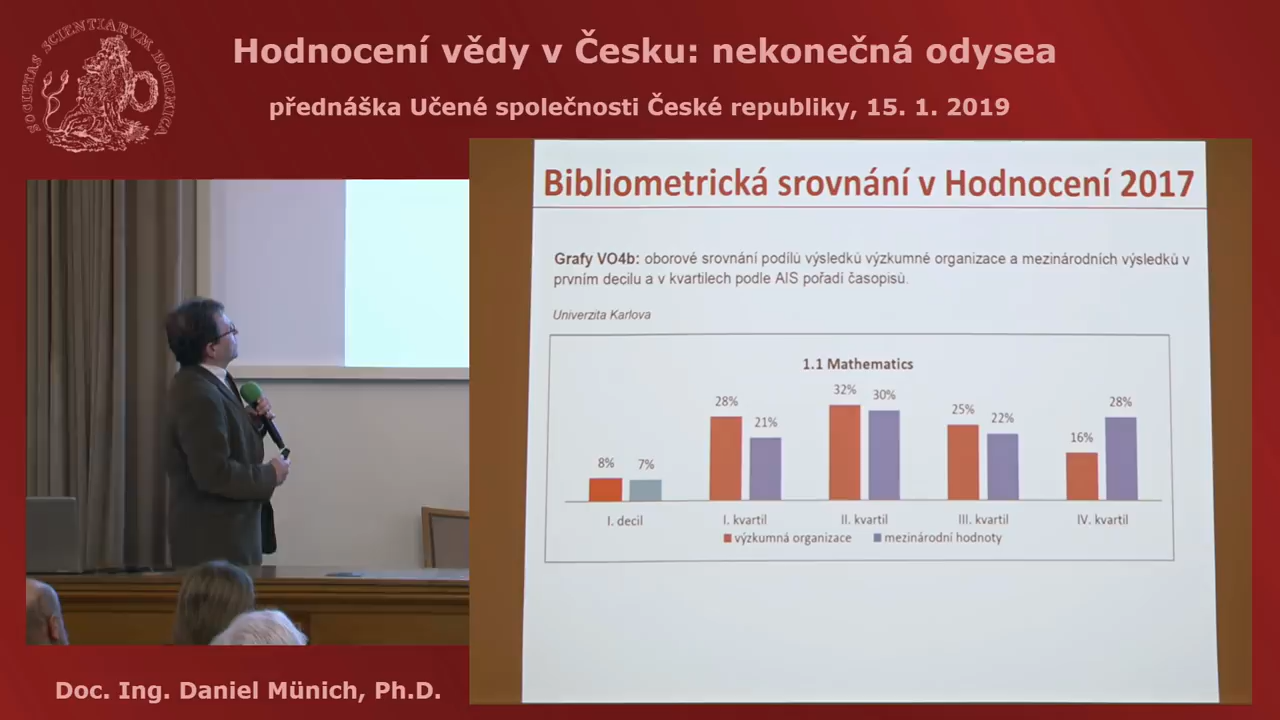 SOCIETAS SCIENTIARVM BOHEMICA
Hodnocení vědy v Česku: nekonečná odysea
přednáška Učené společnosti České republiky, 15. 1. 2019
Bibliometrická srovnání v Hodnocení 2017
Grafy VO4b: oborové srovnání podílů výsledků výzkumné organizace a mezinárodních výsledků v
prvním decilu a v kvartilech podle AIS pořadí časopisů.
Univerzita Karlova
1.1 Mathematics
8% 7% 28% 21% 32% 30% 25% 22% 16% 28%
I. decil I. kvartil II. kvartil III. kvartil IV. kvartil
výzkumná organizace mezinárodní hodnoty
Doc. Ing. Daniel Münich, Ph.D.